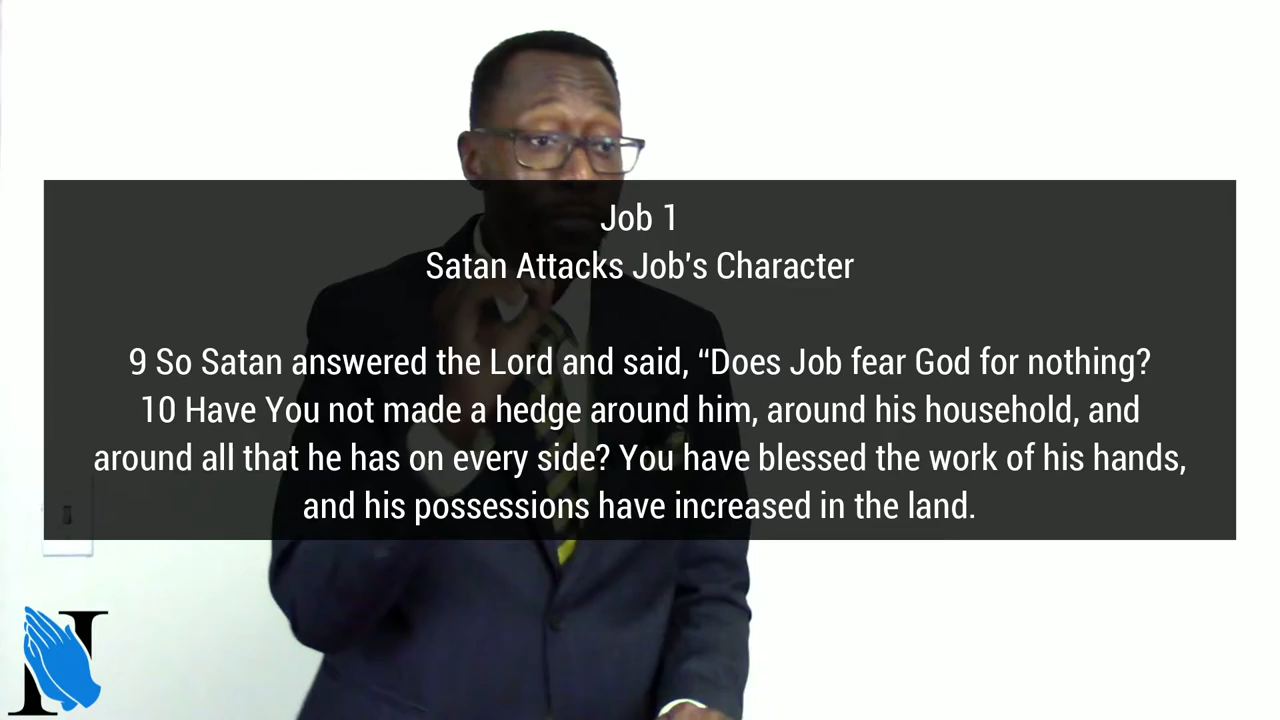 Job 1
Satan Attacks Job's Character
9 So Satan answered the Lord and said, “Does Job fear God for nothing?
10 Have You not made a hedge around him, around his household, and
around all that he has on every side? You have blessed the work of his hands,
and his possessions have increased in the land.
N